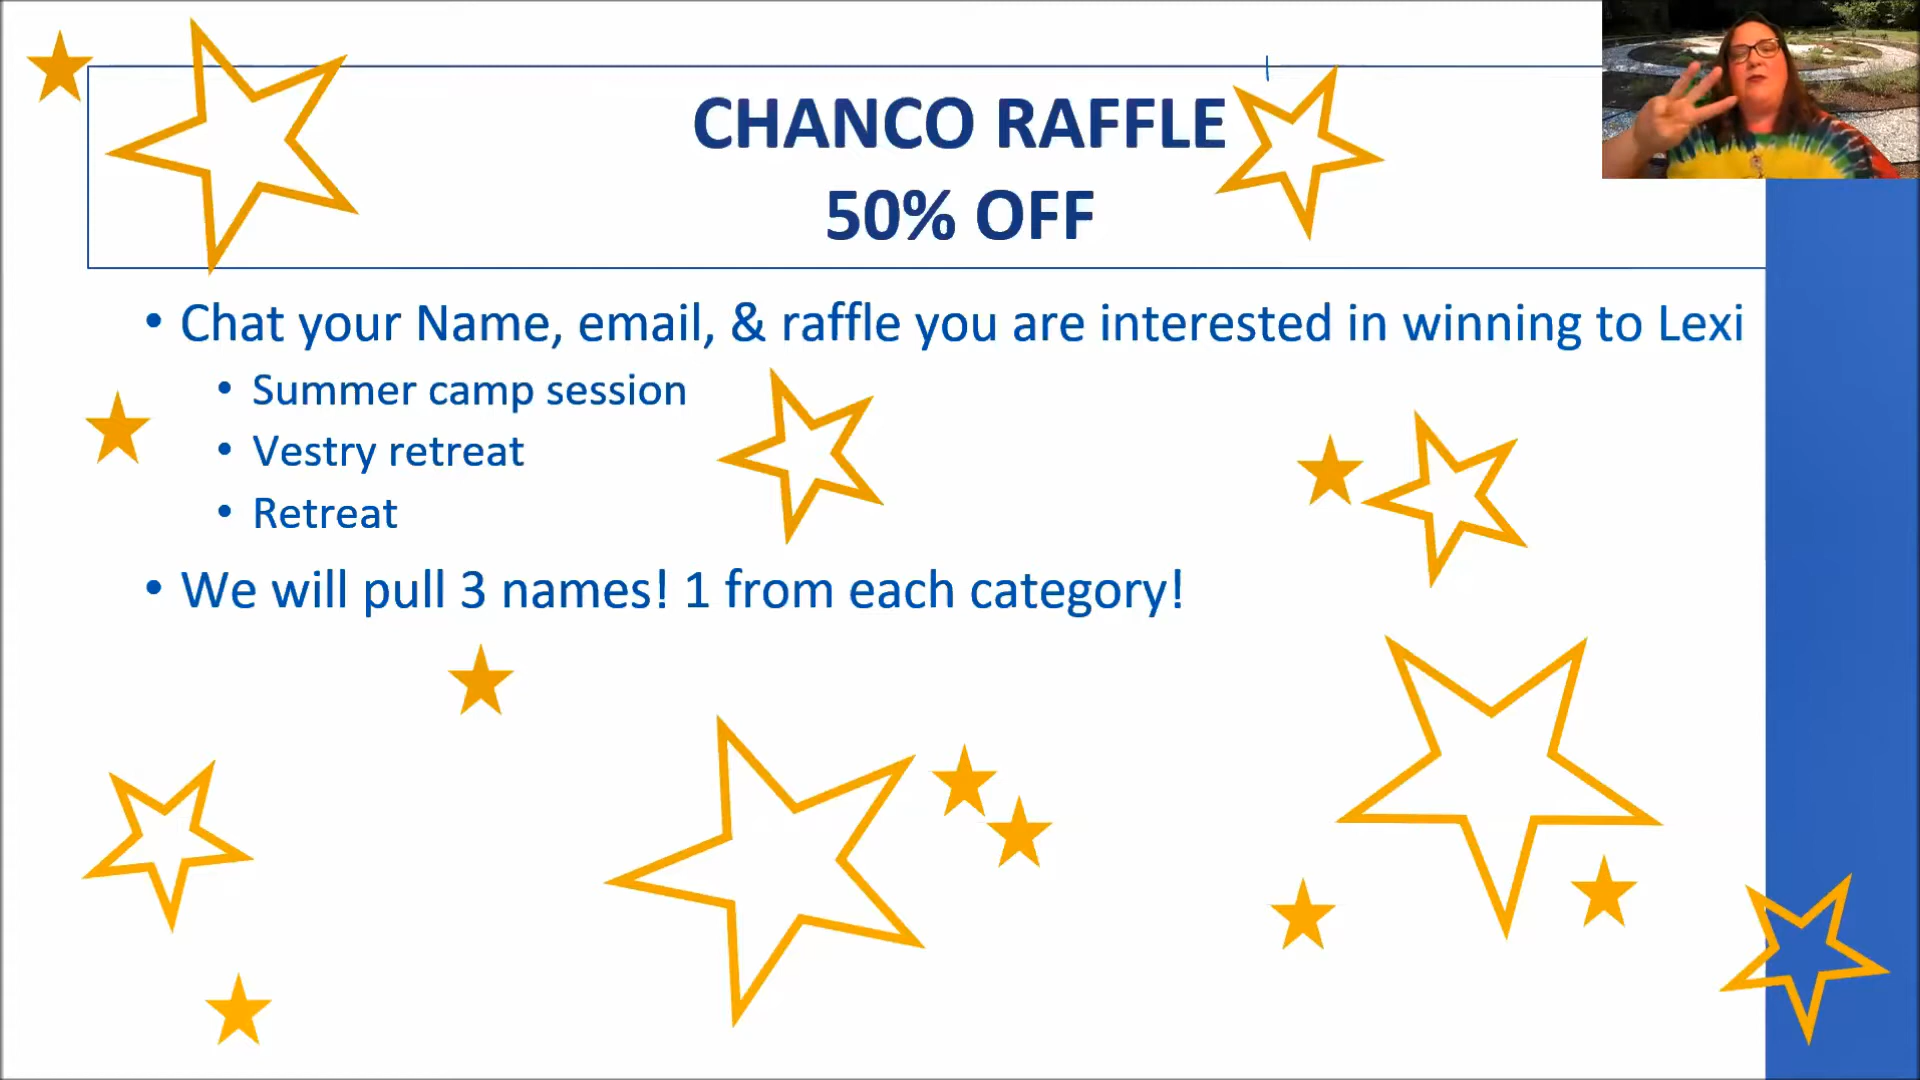 CHANCO RAFFLE
50% OFF
• Chat your Name, email, & raffle you are interested in winning to Lexi
• Summer camp session
• Vestry retreat
• Retreat
• We will pull 3 names! 1 from each category!